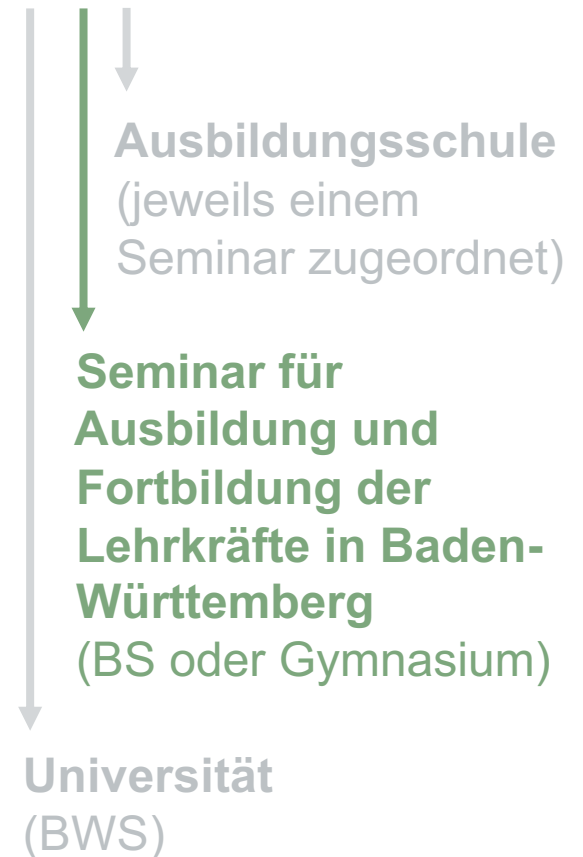 Ausbildungsschule
(jeweils einem
Seminar zugeordnet)
Seminar für
Ausbildung und
Fortbildung der
Lehrkräfte in Baden-
Württemberg
(BS oder Gymnasium)
Universität
(BWS)